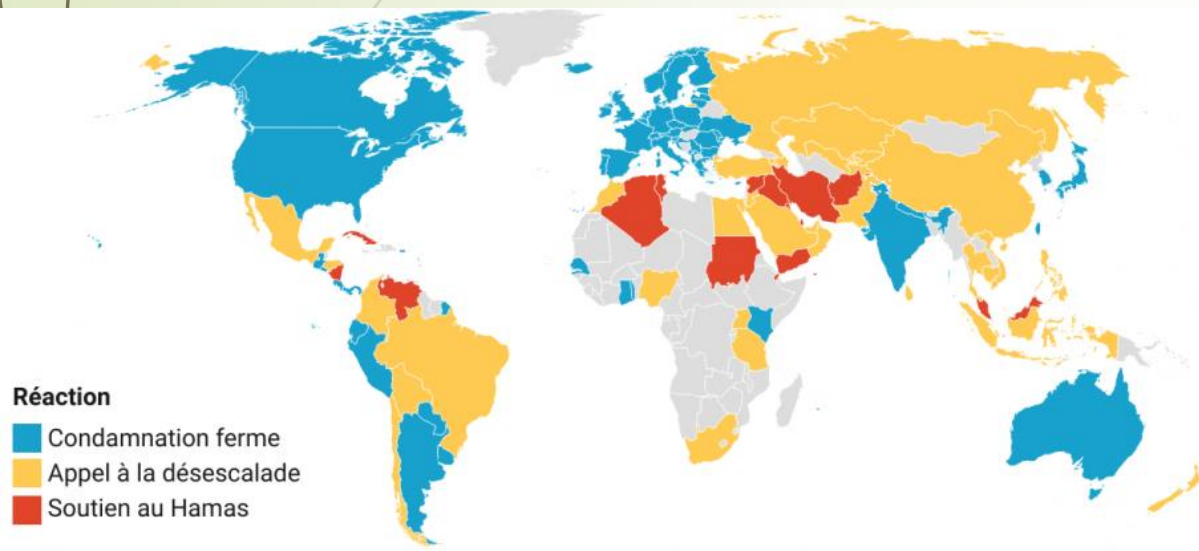 Réaction
Condamnation ferme
Appel à la désescalade
Soutien au Hamas